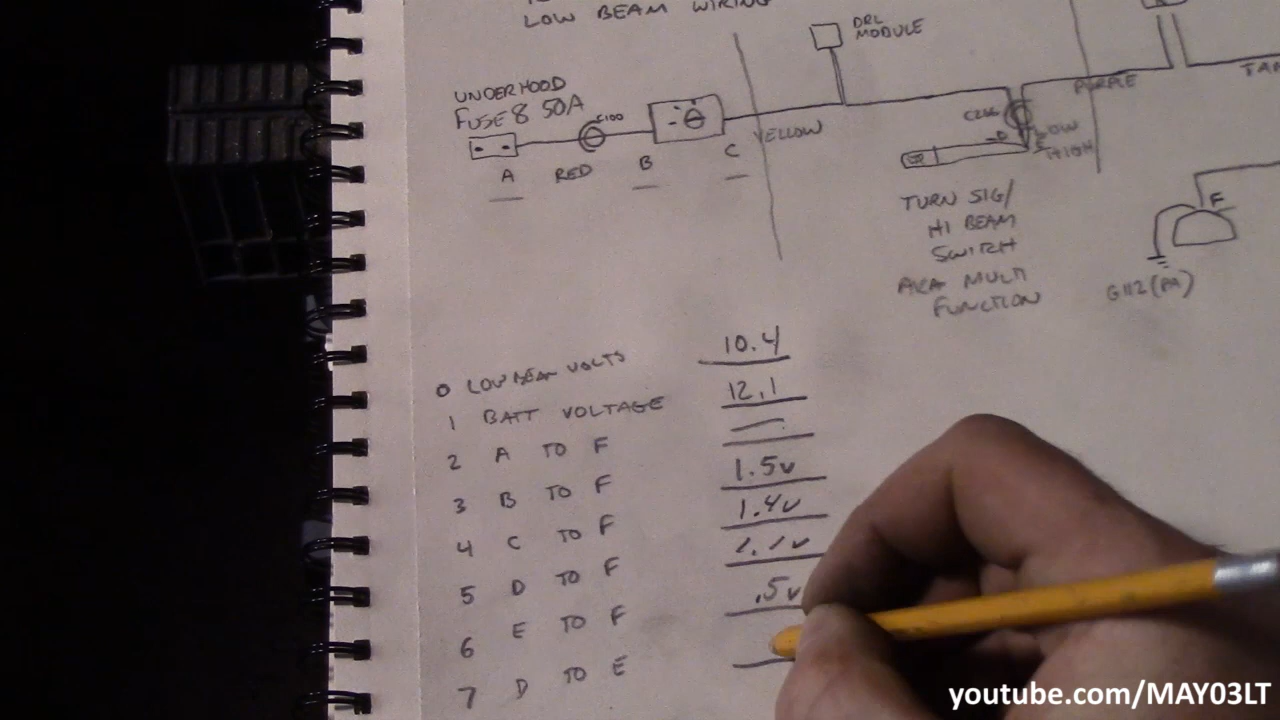 LOW BEAM WIRING
DRL
MODULE
UNDERHOOD
FUSE 8 50A
C100
A
RED
B
C
YELLOW
PURPLE
TAN
C266
D
LOW
E
HIGH
TURN SIG/
HI BEAM
SWITCH
AKA MULTI
FUNCTION
F
G112 (PA)
0 LOW BEAM VOLTS 10.4
1 BATT VOLTAGE 12.1
2 A TO F —
3 B TO F 1.5v
4 C TO F 1.4v
5 D TO F 1.1v
6 E TO F .5v
7 D TO E
youtube.com/MAY03LT